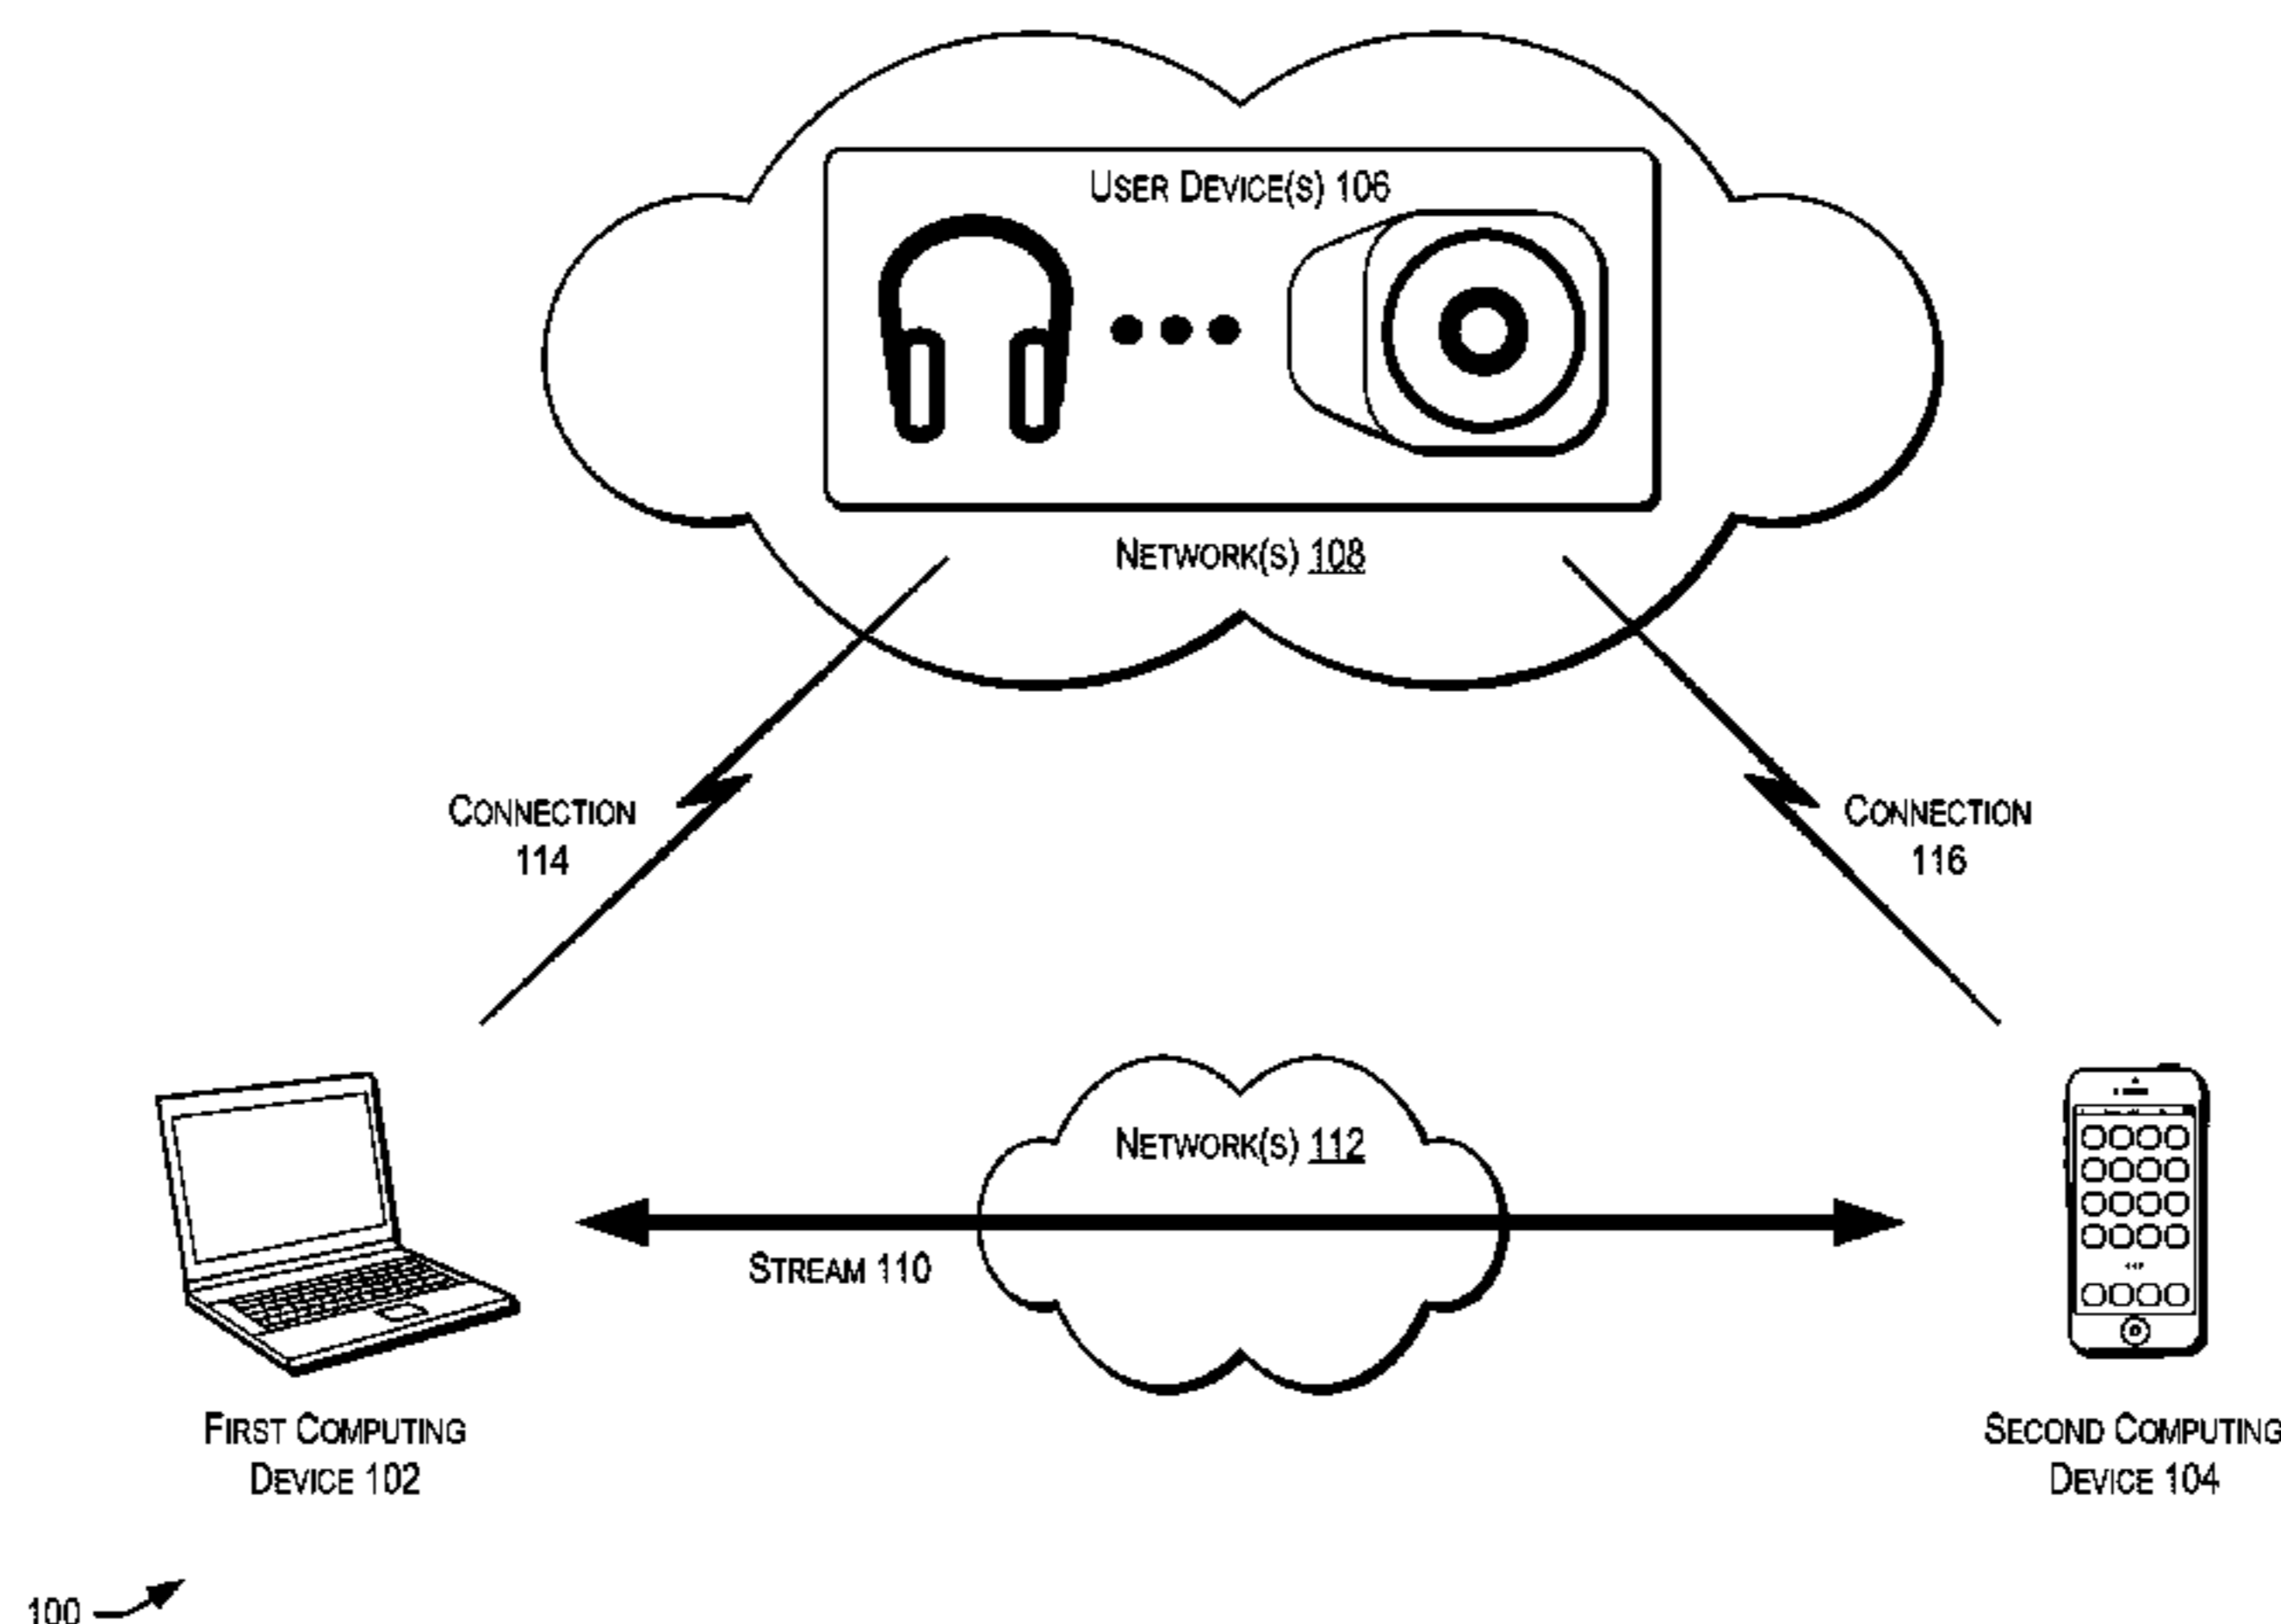 USER DEVICE(S) 106
NETWORK(S) 108
CONNECTION
114
CONNECTION
116
NETWORK(S) 112
STREAM 110
FIRST COMPUTING
DEVICE 102
SECOND COMPUTING
DEVICE 104
100